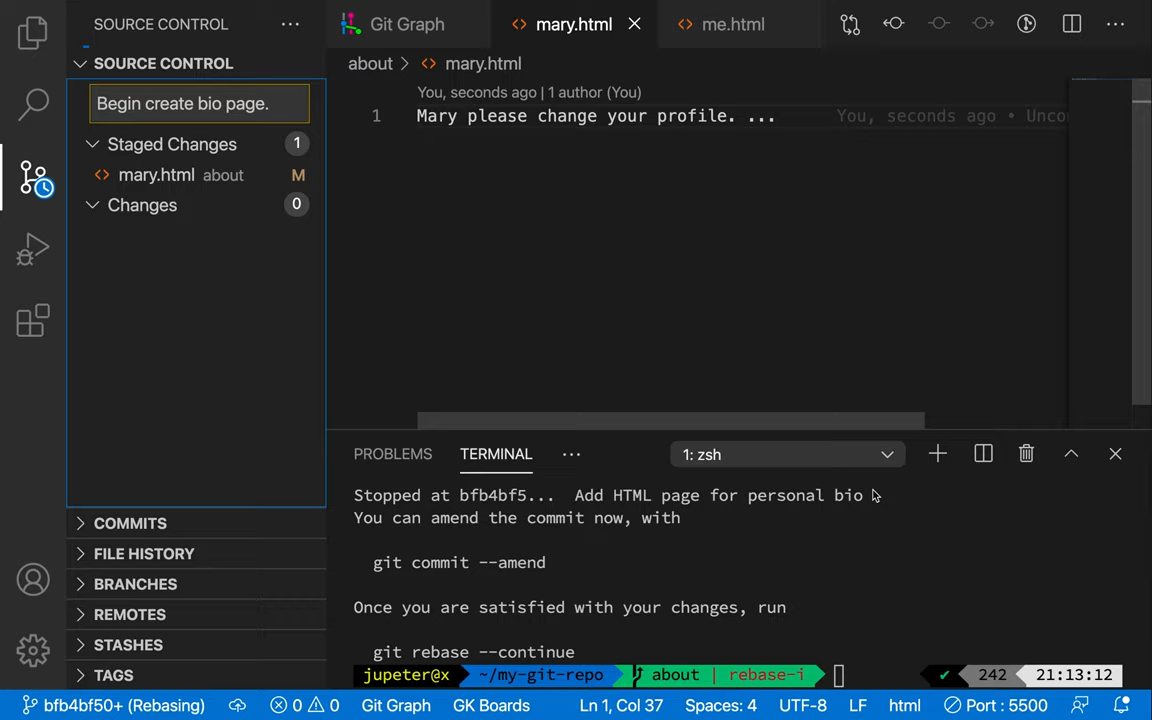 SOURCE CONTROL
Git Graph
mary.html
me.html
SOURCE CONTROL
about > mary.html
Begin create bio page.
You, seconds ago | 1 author (You)
1 Mary please change your profile. ... You, seconds ago • Unco
Staged Changes 1
mary.html about M
Changes 0
PROBLEMS TERMINAL ... 1: zsh
Stopped at bfb4bf5... Add HTML page for personal bio
You can amend the commit now, with
git commit --amend
Once you are satisfied with your changes, run
git rebase --continue
jupeter@x ~/my-git-repo about | rebase-i ✔ 242 21:13:12
COMMITS
FILE HISTORY
BRANCHES
REMOTES
STASHES
TAGS
bfb4bf50+ (Rebasing) 0 0 Git Graph GK Boards Ln 1, Col 37 Spaces: 4 UTF-8 LF html Port : 5500